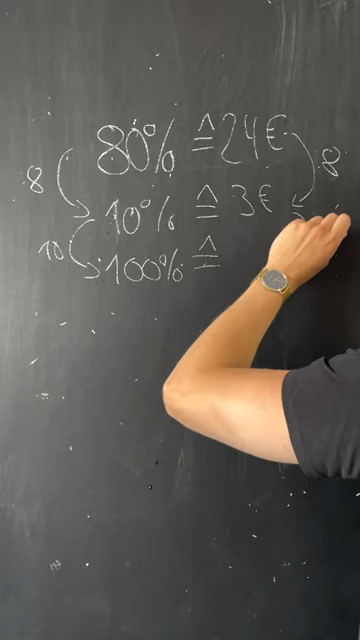 80% ≙ 24€
:8 :8
10% ≙ 3€
·10
100% ≙